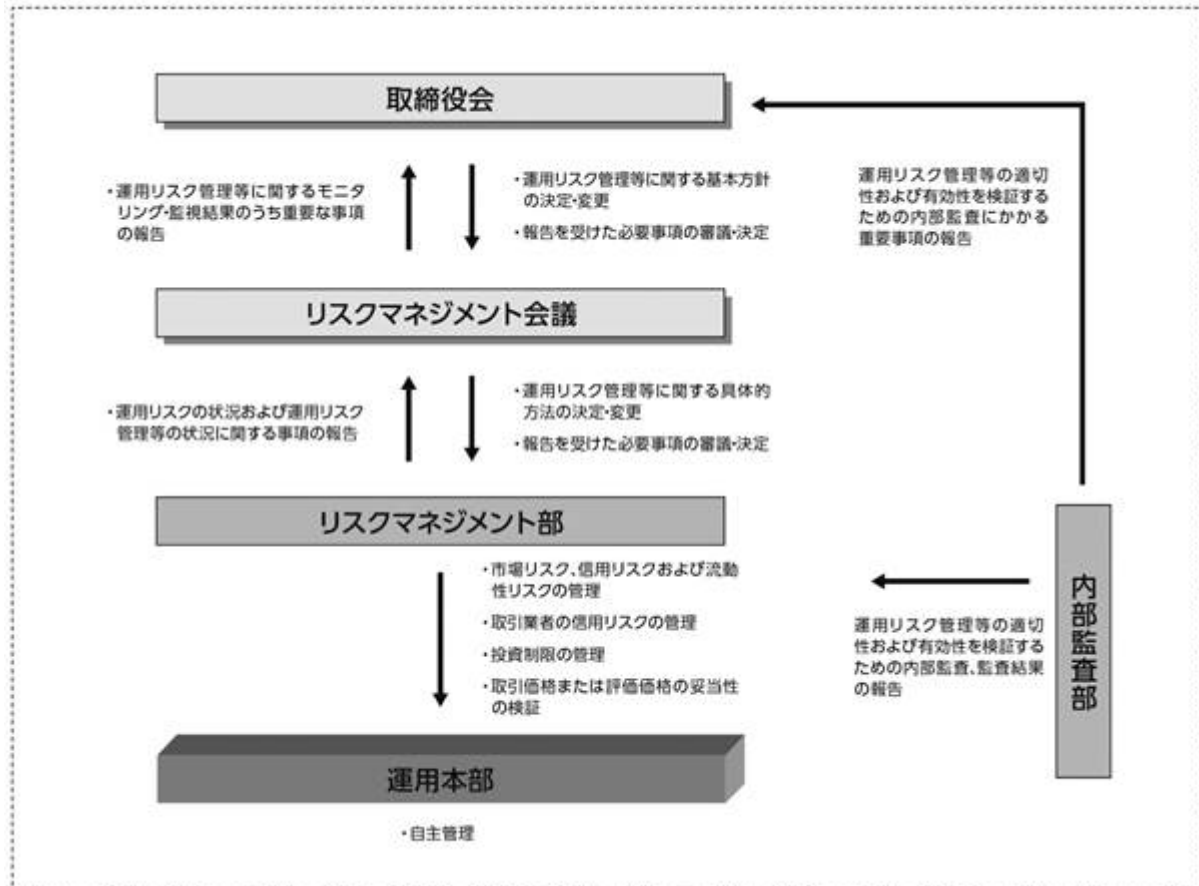 取締役会
・運用リスク管理等に関するモニタ
リング・監視結果のうち重要な事項
の報告
・運用リスク管理等に関する基本方針
の決定・変更
・報告を受けた必要事項の審議・決定
運用リスク管理等の適切
性および有効性を検証する
ための内部監査にかかる
重要事項の報告
リスクマネジメント会議
・運用リスクの状況および運用リスク
管理等の状況に関する事項の報告
・運用リスク管理等に関する具体的
方法の決定・変更
・報告を受けた必要事項の審議・決定
リスクマネジメント部
・市場リスク、信用リスクおよび流動
性リスクの管理
・取引業者の信用リスクの管理
・投資制限の管理
・取引価格または評価価格の妥当性
の検証
運用リスク管理等の適切
性および有効性を検証する
ための内部監査、監査結果
の報告
内部監査部
運用本部
・自主管理